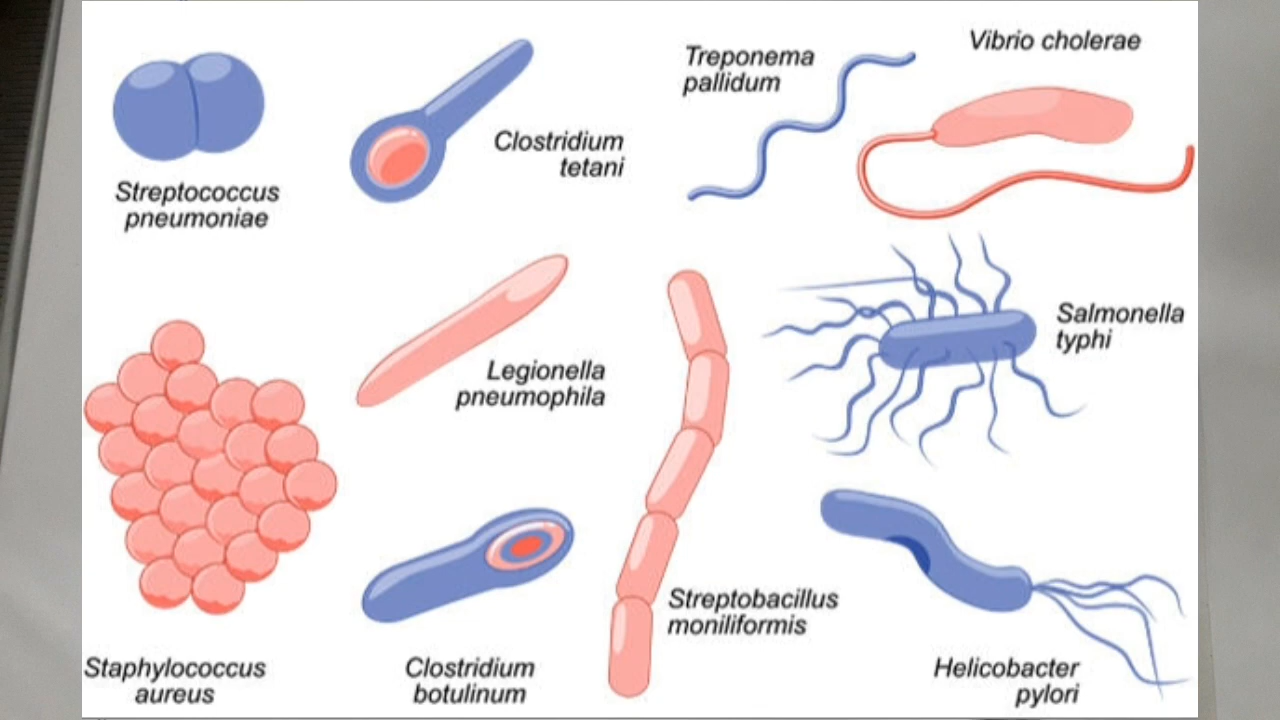 Streptococcus
pneumoniae
Clostridium
tetani
Treponema
pallidum
Vibrio cholerae
Legionella
pneumophila
Salmonella
typhi
Staphylococcus
aureus
Clostridium
botulinum
Streptobacillus
moniliformis
Helicobacter
pylori